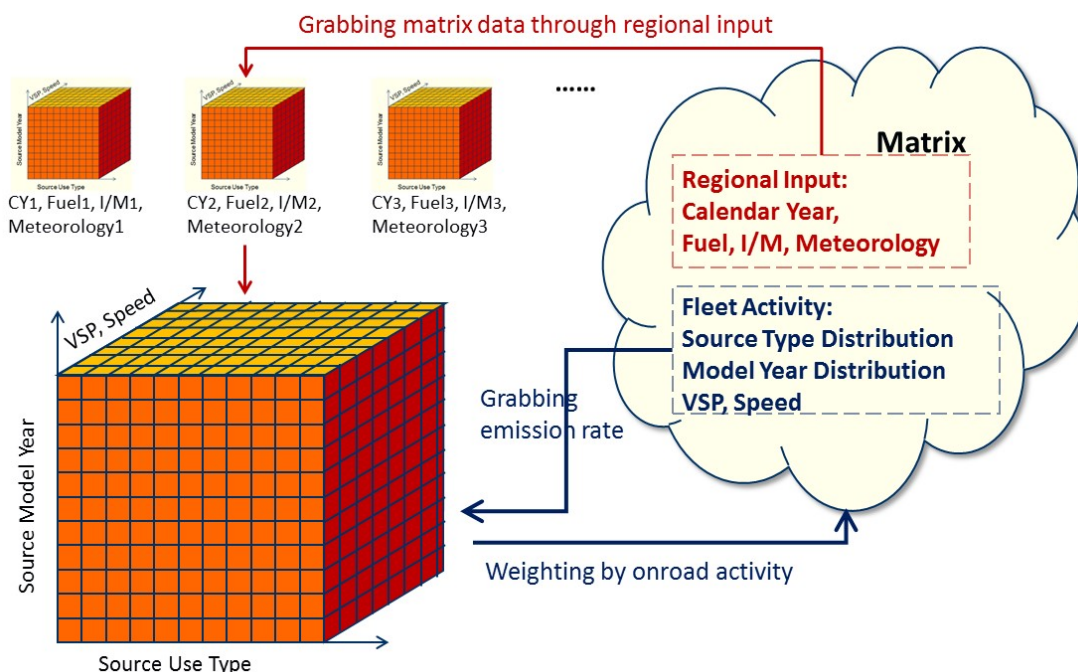 Grabbing matrix data through regional input
VSP, Speed
Source Model Year
Source Use Type
CY1, Fuel1, I/M1,
Meteorology1
VSP, Speed
Source Model Year
Source Use Type
CY2, Fuel2, I/M2,
Meteorology2
VSP, Speed
Source Model Year
Source Use Type
CY3, Fuel3, I/M3,
Meteorology3
......
Matrix
Regional Input:
Calendar Year,
Fuel, I/M, Meteorology
Fleet Activity:
Source Type Distribution
Model Year Distribution
VSP, Speed
VSP, Speed
Source Model Year
Source Use Type
Grabbing
emission rate
Weighting by onroad activity